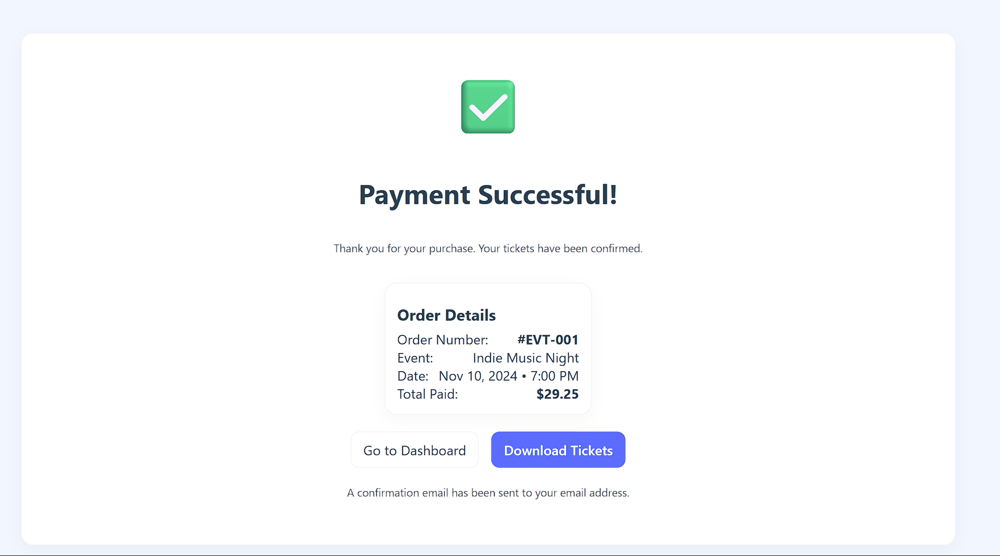 Payment Successful!
Thank you for your purchase. Your tickets have been confirmed.
Order Details
Order Number: #EVT-001
Event: Indie Music Night
Date: Nov 10, 2024 • 7:00 PM
Total Paid: $29.25
Go to Dashboard Download Tickets
A confirmation email has been sent to your email address.